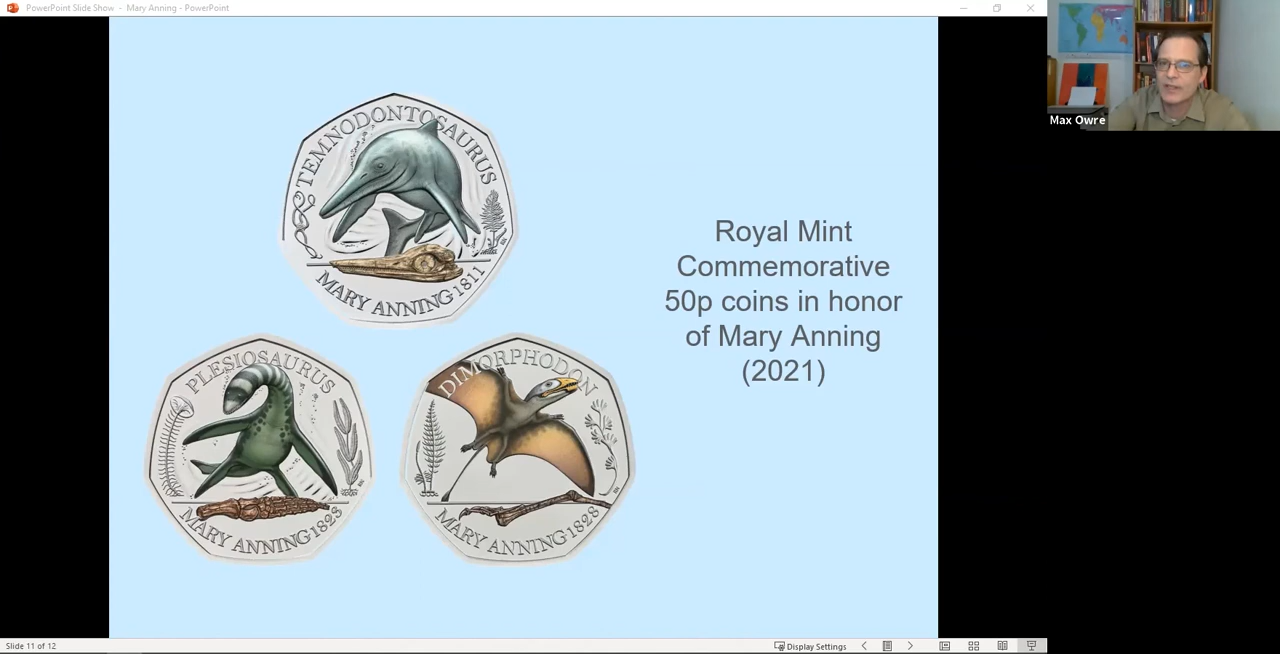 PowerPoint Slide Show - Mary Anning - PowerPoint
Max Owre
TEMNODONTOSAURUS
MARY ANNING 1811
Royal Mint
Commemorative
50p coins in honor
of Mary Anning
(2021)
PLESIOSAURUS
MARY ANNING 1823
DIMORPHODON
MARY ANNING 1828
Slide 11 of 12
Display Settings